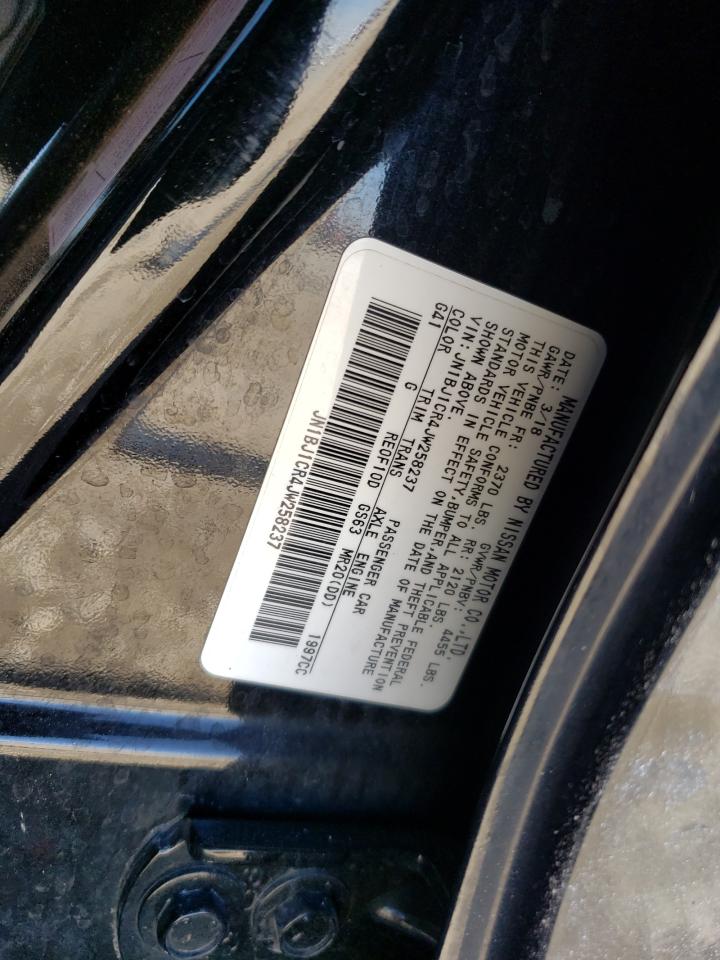 MANUFACTURED BY NISSAN MOTOR CO.,LTD.
DATE: 3/18 GVWR/PNBV: 4455 LBS.
GAWR/PNBE FR: 2370 LBS. RR: 2120 LBS
THIS MOTOR VEHICLE CONFORMS TO ALL APPLICABLE FEDERAL
MOTOR VEHICLE SAFETY,BUMPER,AND THEFT PREVENTION
STANDARDS IN EFFECT ON THE DATE OF MANUFACTURE
SHOWN ABOVE.
VIN: JN1BJ1CR4JW258237 PASSENGER CAR
COLOR TRIM TRANS AXLE ENGINE
G41 G RE0F10D GS63 MR20(DD) 1997CC
JN1BJ1CR4JW258237